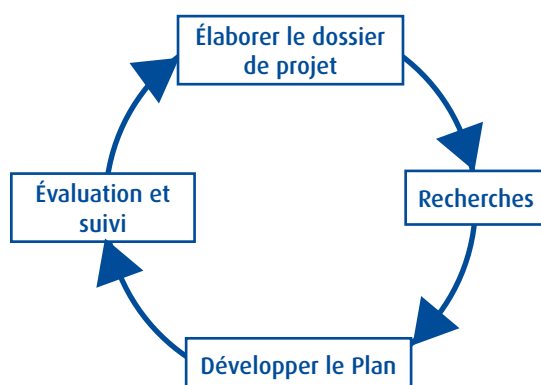 Élaborer le dossier
de projet
Recherches
Développer le Plan
Évaluation et
suivi